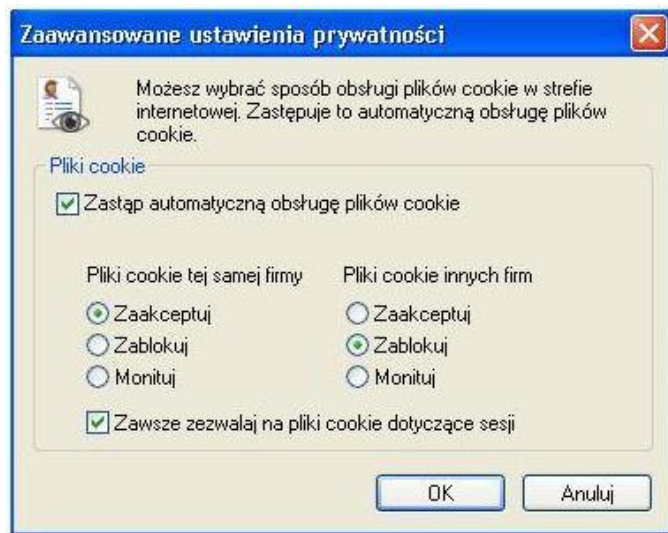 Zaawansowane ustawienia prywatności
Możesz wybrać sposób obsługi plików cookie w strefie
internetowej. Zastępuje to automatyczną obsługę plików
cookie.
Pliki cookie
Zastąp automatyczną obsługę plików cookie
Pliki cookie tej samej firmy Pliki cookie innych firm
Zaakceptuj Zaakceptuj
Zablokuj Zablokuj
Monituj Monituj
Zawsze zezwalaj na pliki cookie dotyczące sesji
OK Anuluj